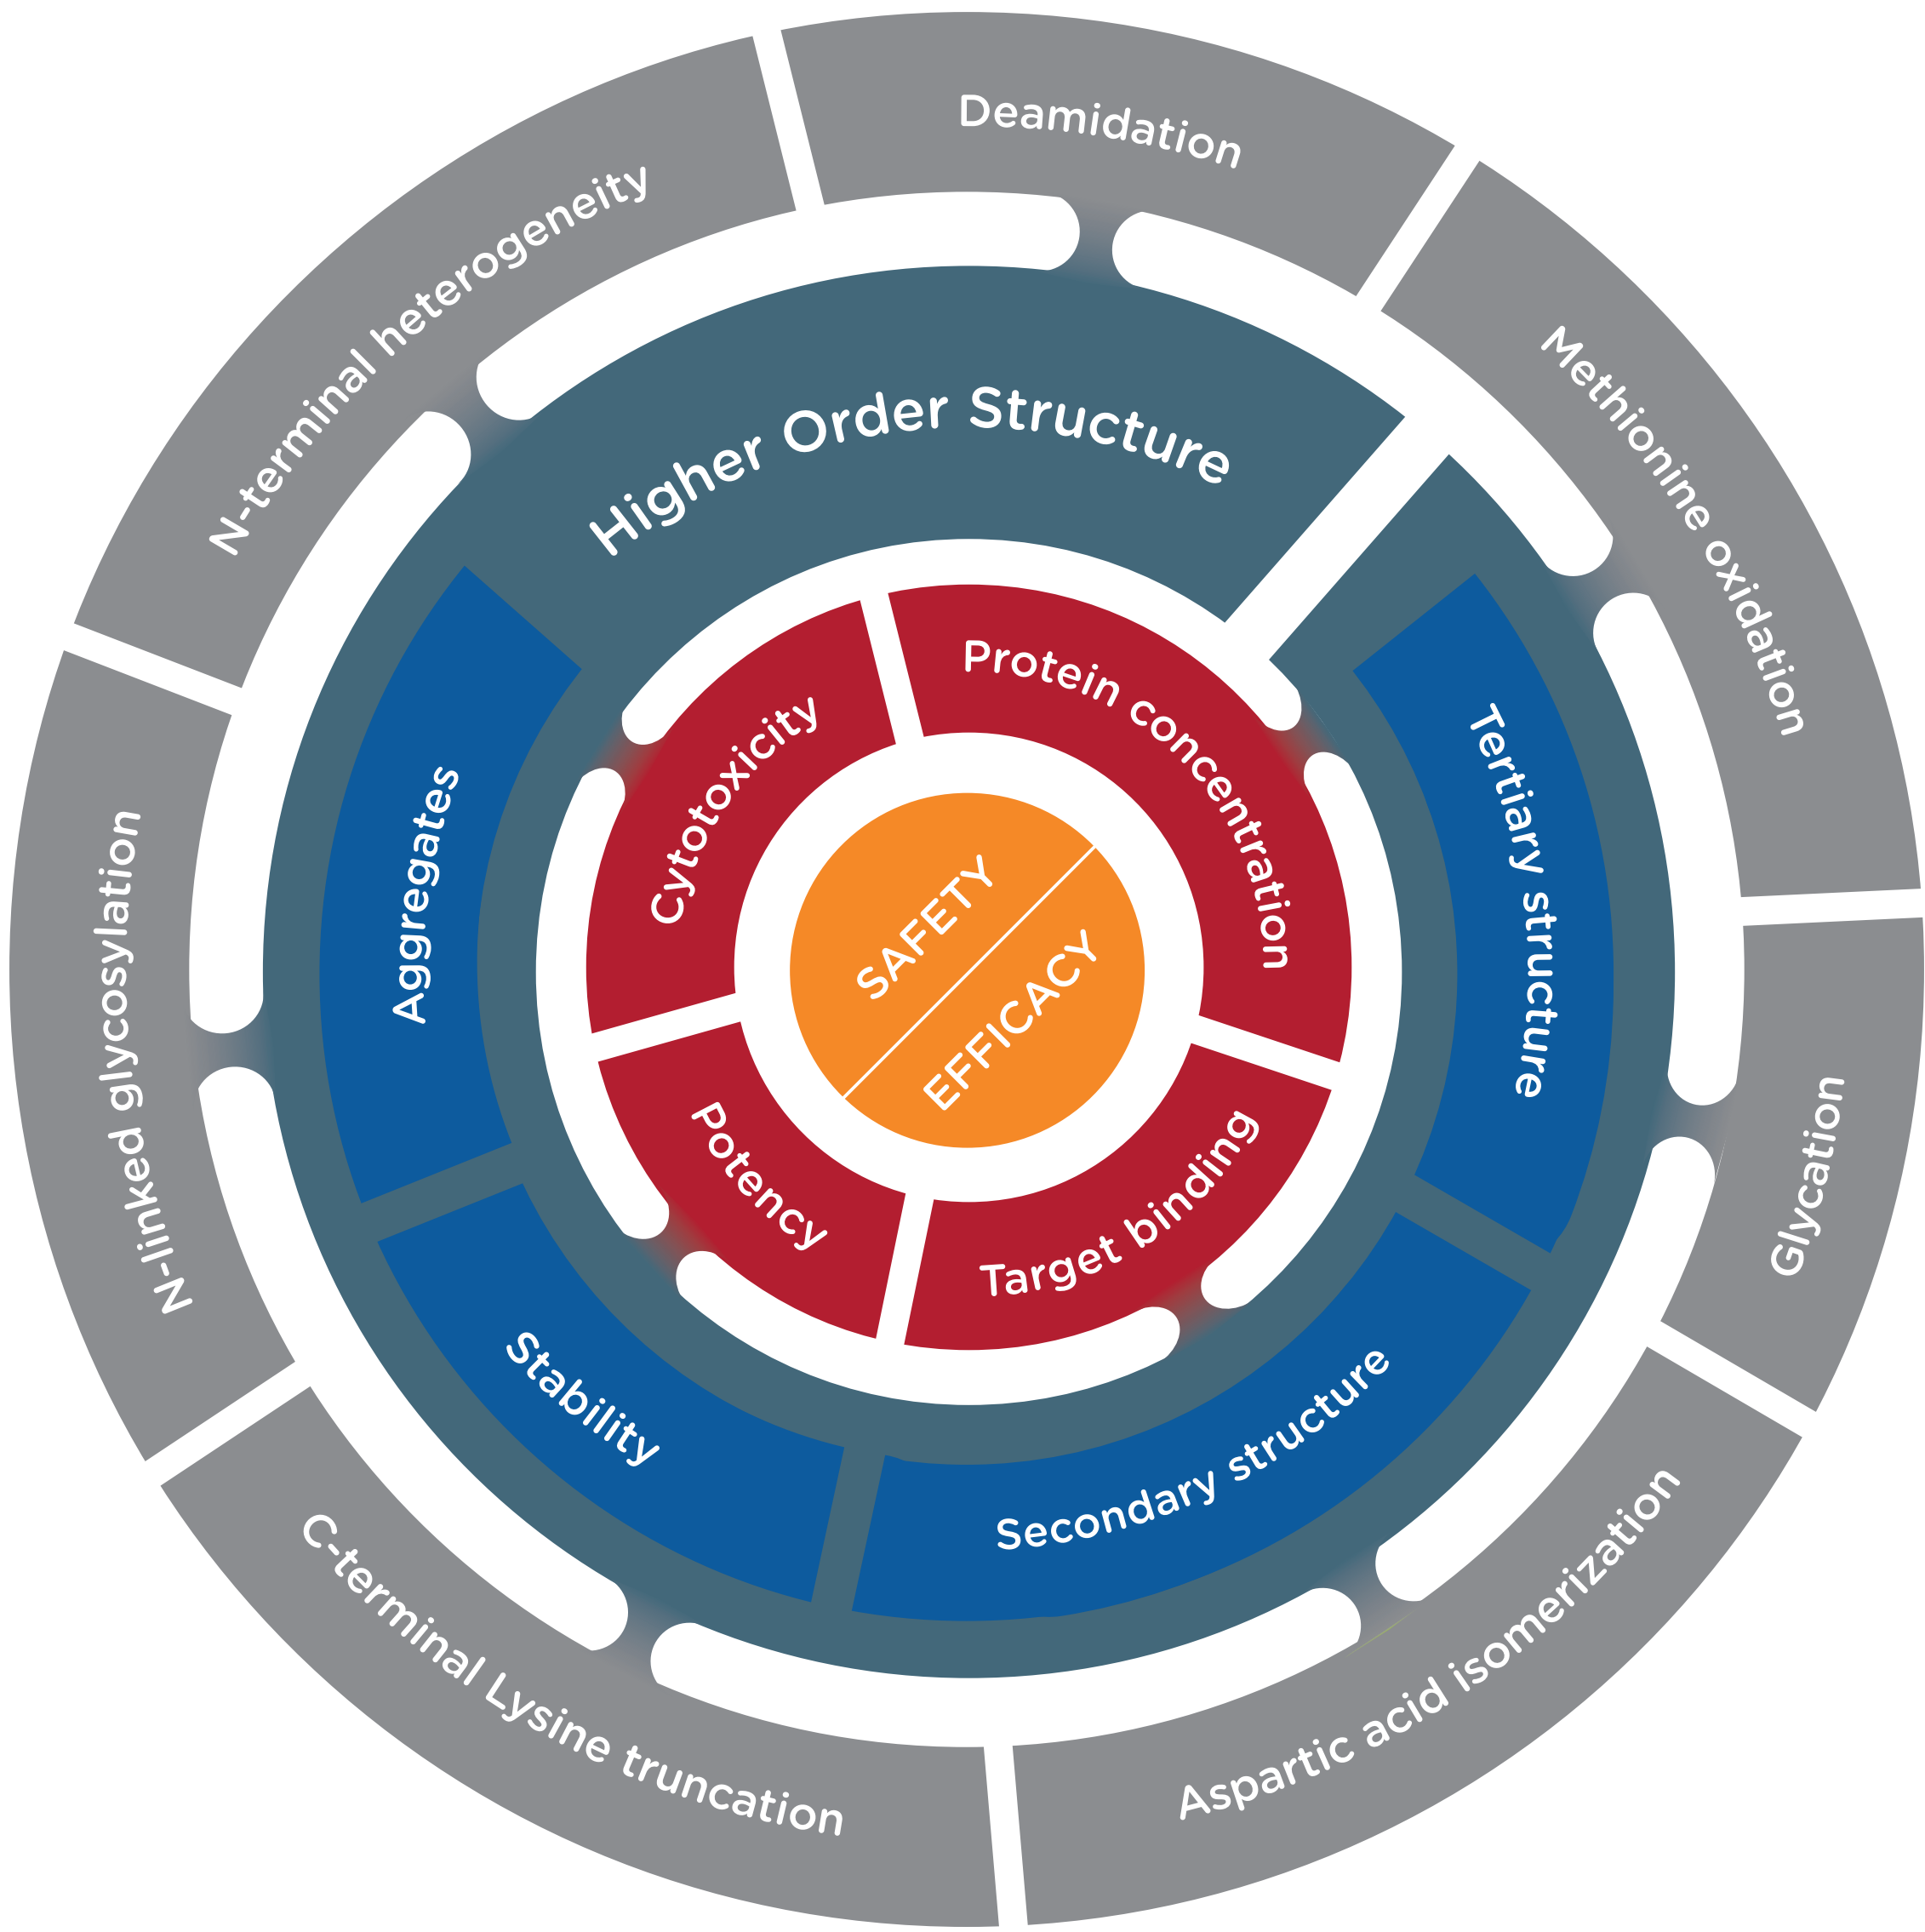 Deamidation
Methionine oxidation
Glycation
Aspartic acid isomerization
C-terminal Lysine truncation
N-linked glycosylation
N-terminal heterogeneity
Higher Order Structure
Tertiary structure
Secondary structure
Stability
Aggregates
Protein concentration
Target binding
Potency
Cytotoxicity
SAFETY
EFFICACY